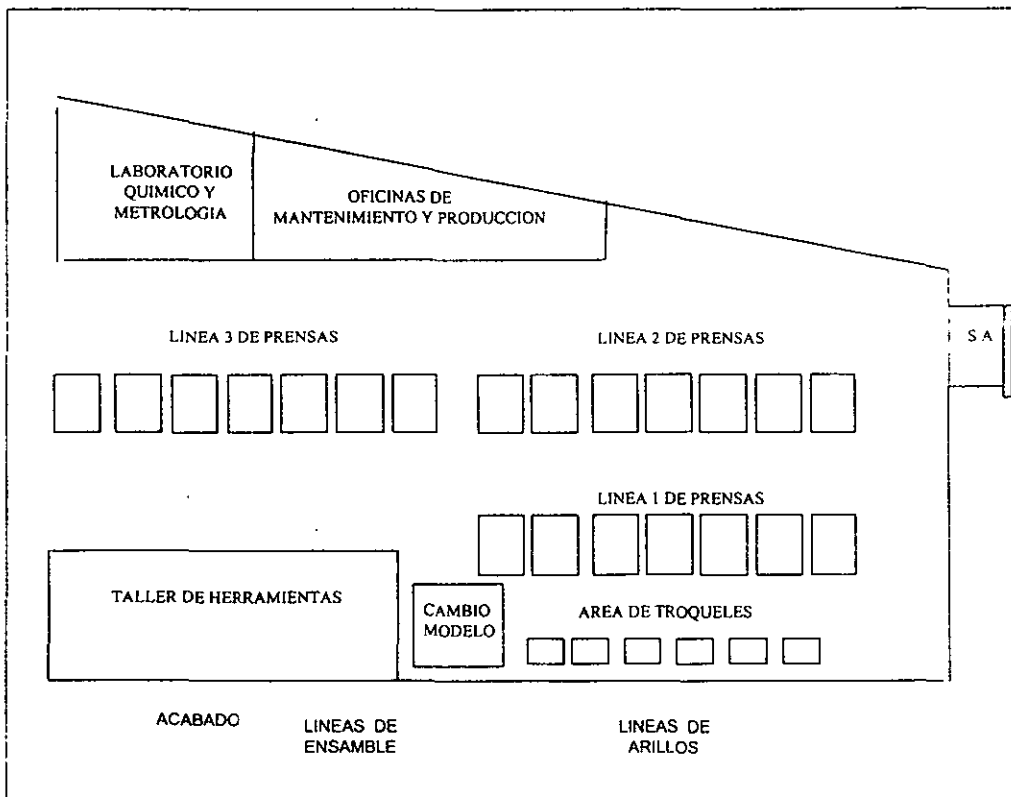 LABORATORIO
QUIMICO Y
METROLOGIA
OFICINAS DE
MANTENIMIENTO Y PRODUCCION
LINEA 3 DE PRENSAS
LINEA 2 DE PRENSAS
S A
LINEA 1 DE PRENSAS
TALLER DE HERRAMIENTAS
CAMBIO
MODELO
AREA DE TROQUELES
ACABADO
LINEAS DE
ENSAMBLE
LINEAS DE
ARILLOS